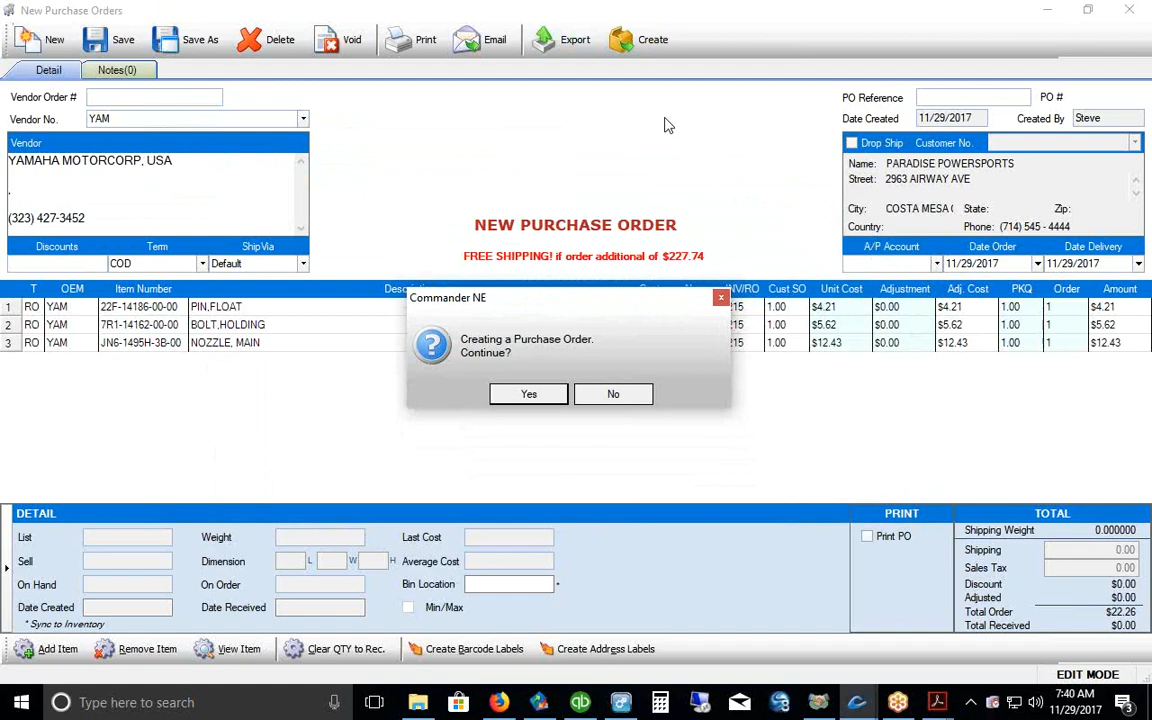 New Purchase Orders
New Save Save As Delete Void Print Email Export Create
Detail Notes(0)
Vendor Order #
PO Reference PO #
Vendor No. YAM
Date Created 11/29/2017 Created By Steve
Vendor
Drop Ship Customer No.
YAMAHA MOTORCORP, USA
.
(323) 427-3452
Name: PARADISE POWERSPORTS
Street: 2963 AIRWAY AVE
City: COSTA MESA ( State: Zip:
Country: Phone: (714) 545 - 4444
NEW PURCHASE ORDER
FREE SHIPPING! if order additional of $227.74
Discounts Term ShipVia
COD Default
A/P Account Date Order Date Delivery
11/29/2017 11/29/2017
T OEM Item Number INV/RO Cust SO Unit Cost Adjustment Adj. Cost PKQ Order Amount
1 RO YAM 22F-14186-00-00 PIN,FLOAT 215 1.00 $4.21 $0.00 $4.21 1.00 1 $4.21
2 RO YAM 7R1-14162-00-00 BOLT,HOLDING 215 1.00 $5.62 $0.00 $5.62 1.00 1 $5.62
3 RO YAM JN6-1495H-3B-00 NOZZLE, MAIN 215 1.00 $12.43 $0.00 $12.43 1.00 1 $12.43
Commander NE
Creating a Purchase Order.
Continue?
Yes No
DETAIL
List Weight Last Cost
Sell Dimension L W H Average Cost
On Hand On Order Bin Location *
Date Created Date Received Min/Max
* Sync to Inventory
PRINT
Print PO
TOTAL
Shipping Weight 0.000000
Shipping 0.00
Sales Tax 0.00
Discount $0.00
Adjusted $0.00
Total Order $22.26
Total Received $0.00
Add Item Remove Item View Item Clear QTY to Rec. Create Barcode Labels Create Address Labels
EDIT MODE
Type here to search
7:40 AM
11/29/2017
3